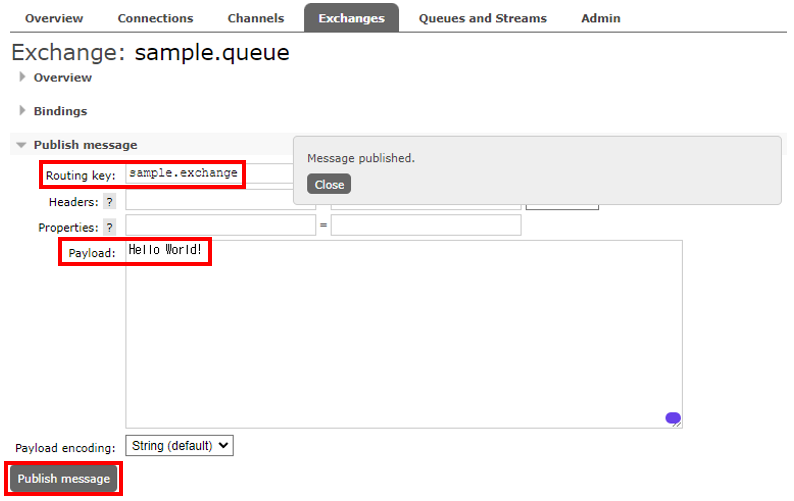 Overview Connections Channels Exchanges Queues and Streams Admin
Exchange: sample.queue
Overview
Bindings
Publish message
Message published.
Close
Routing key: sample.exchange
Headers: ?
Properties: ? =
Payload: Hello World!
Payload encoding: String (default)
Publish message